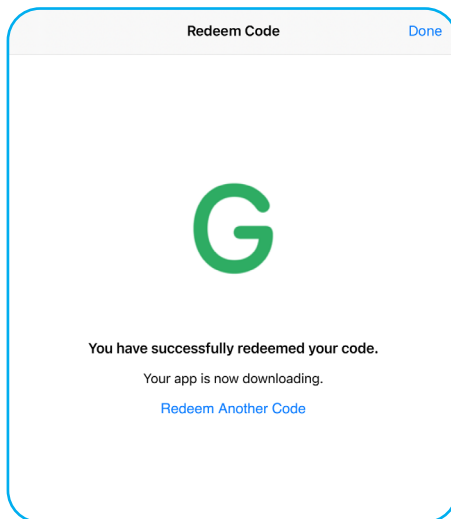 Redeem Code Done
G
You have successfully redeemed your code.
Your app is now downloading.
Redeem Another Code